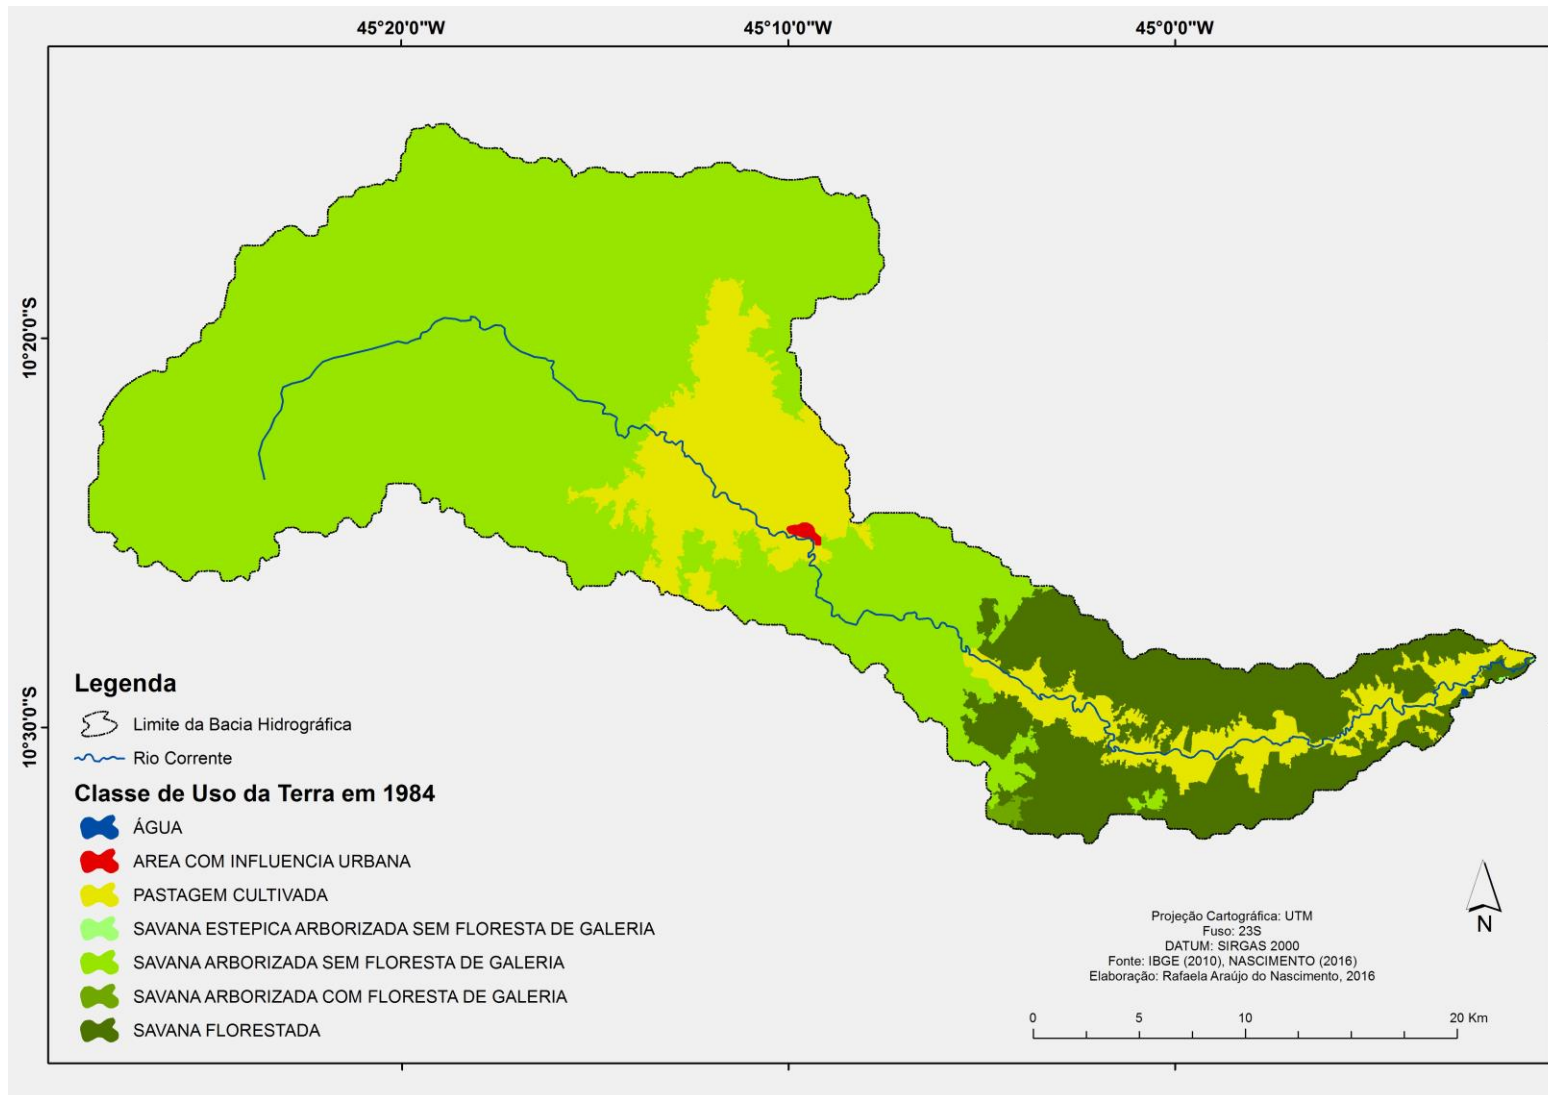 45°20'0"W
45°10'0"W
45°0'0"W
10°20'0"S
10°30'0"S
Legenda
Limite da Bacia Hidrográfica
Rio Corrente
Classe de Uso da Terra em 1984
ÁGUA
AREA COM INFLUENCIA URBANA
PASTAGEM CULTIVADA
SAVANA ESTEPICA ARBORIZADA SEM FLORESTA DE GALERIA
SAVANA ARBORIZADA SEM FLORESTA DE GALERIA
SAVANA ARBORIZADA COM FLORESTA DE GALERIA
SAVANA FLORESTADA
N
Projeção Cartográfica: UTM
Fuso: 23S
DATUM: SIRGAS 2000
Fonte: IBGE (2010), NASCIMENTO (2016)
Elaboração: Rafaela Araújo do Nascimento, 2016
0 5 10 20 Km